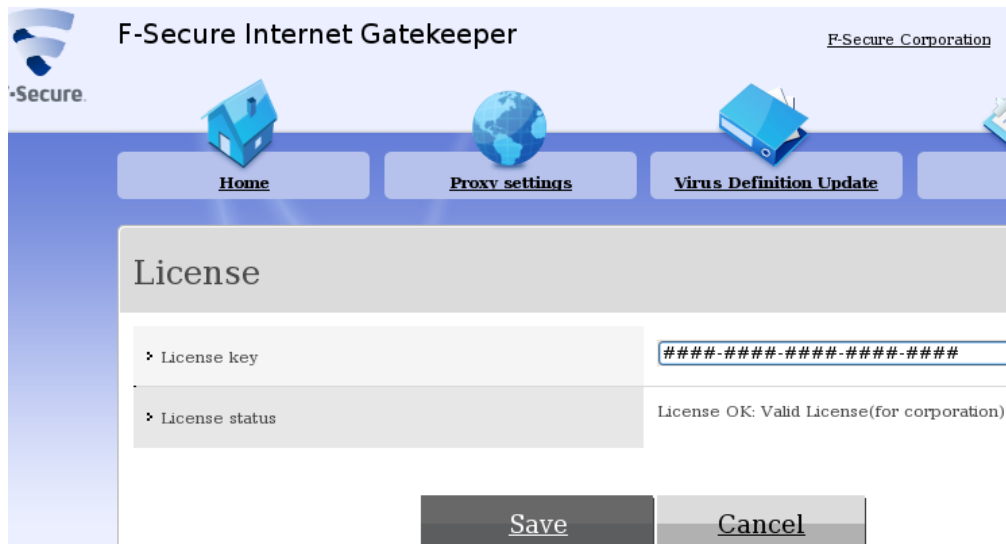 F-Secure Internet Gatekeeper
F-Secure Corporation
-Secure.
Home
Proxy settings
Virus Definition Update
License
License key
####-####-####-####-####
License status
License OK: Valid License(for corporation)
Save
Cancel